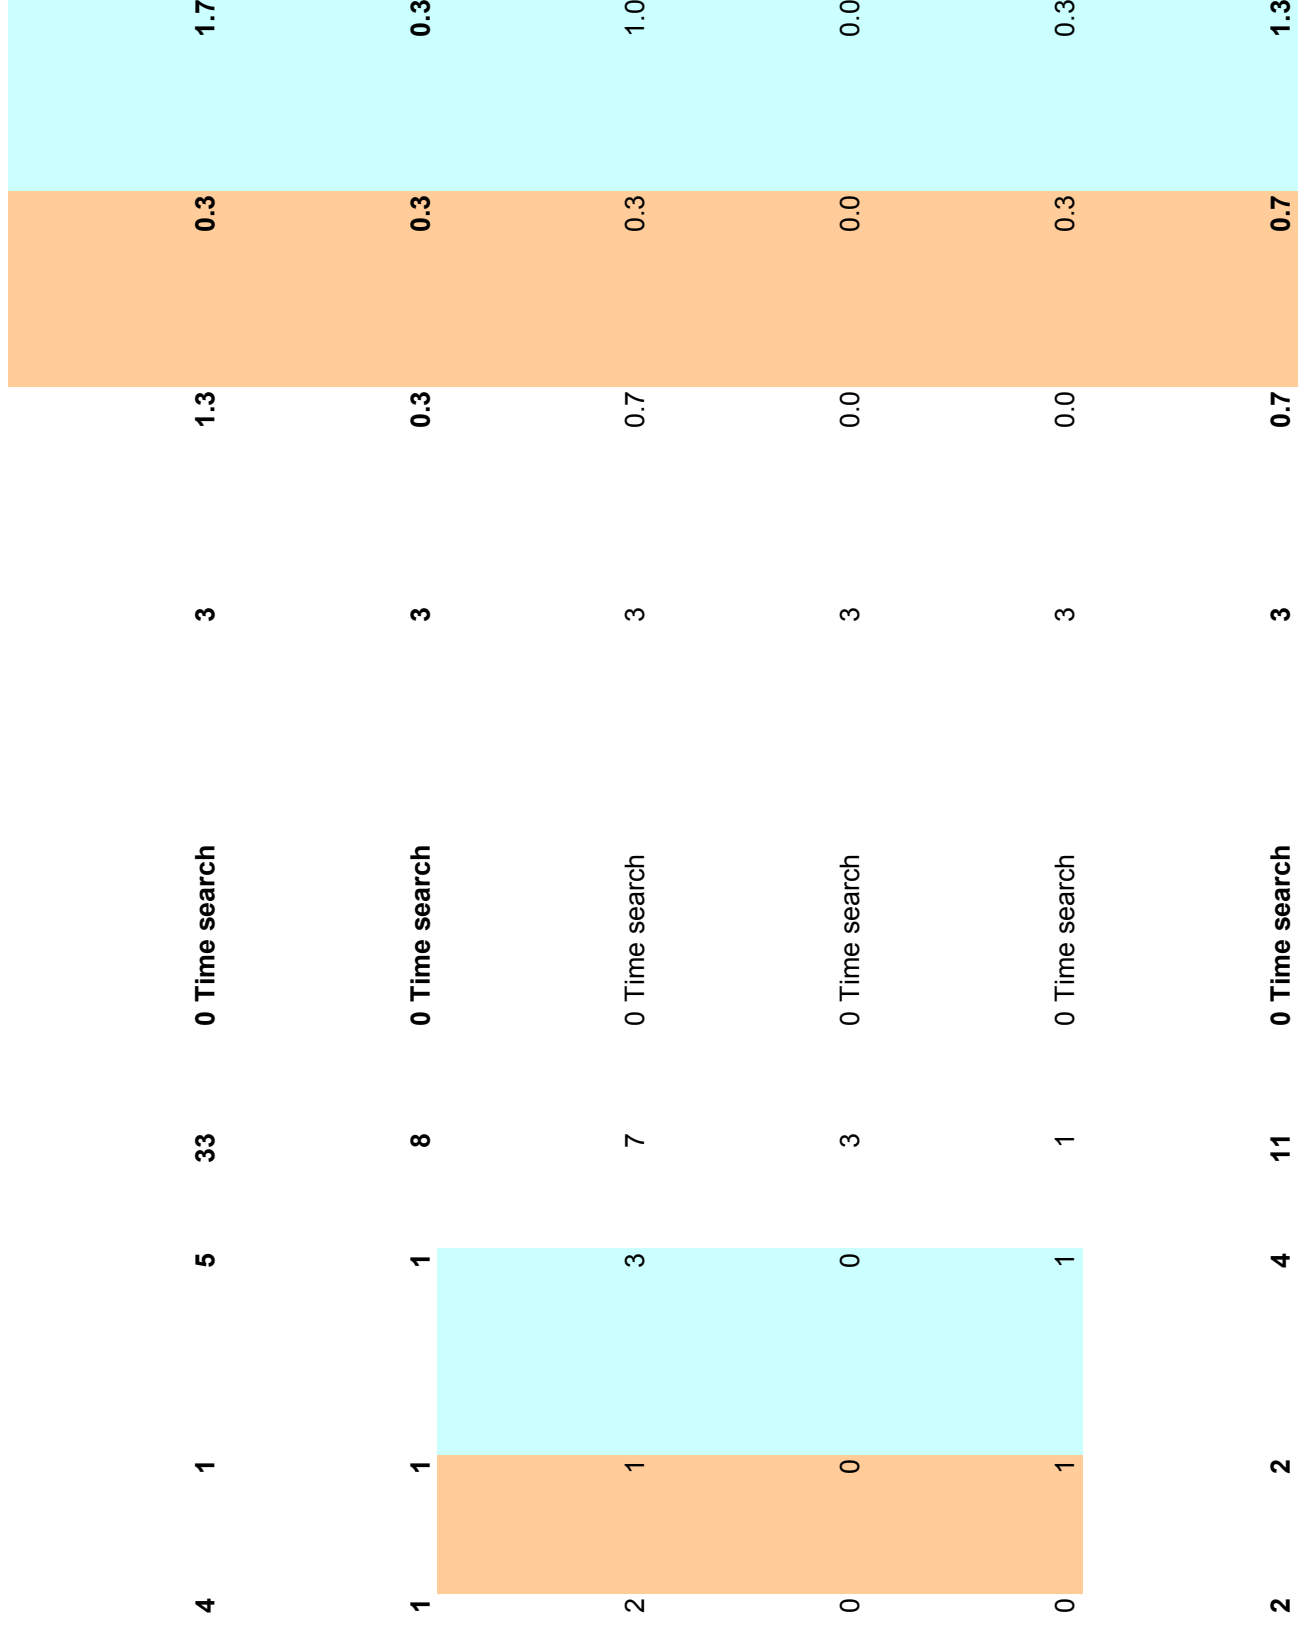 4 1 5 33 0 Time search 3 1.3 0.3 1.7
1 1 1 8 0 Time search 3 0.3 0.3 0.3
2 1 3 7 0 Time search 3 0.7 0.3 1.0
0 0 0 3 0 Time search 3 0.0 0.0 0.0
0 1 1 1 0 Time search 3 0.0 0.3 0.3
2 2 4 11 0 Time search 3 0.7 0.7 1.3